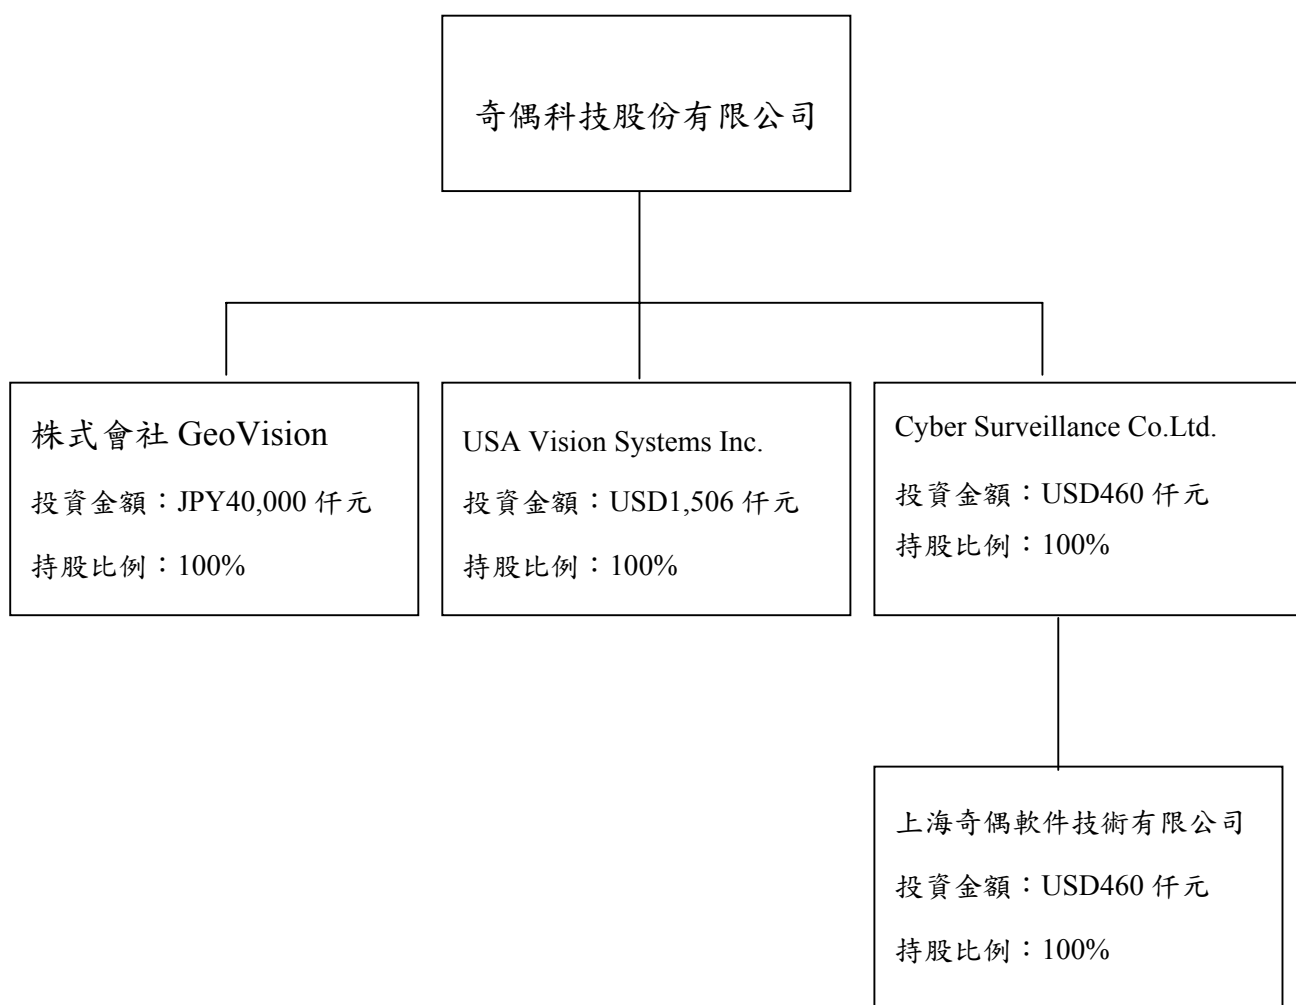 奇偶科技股份有限公司
株式會社 GeoVision
投資金額：JPY40,000 仟元
持股比例：100%
USA Vision Systems Inc.
投資金額：USD1,506 仟元
持股比例：100%
Cyber Surveillance Co.Ltd.
投資金額：USD460 仟元
持股比例：100%
上海奇偶軟件技術有限公司
投資金額：USD460 仟元
持股比例：100%